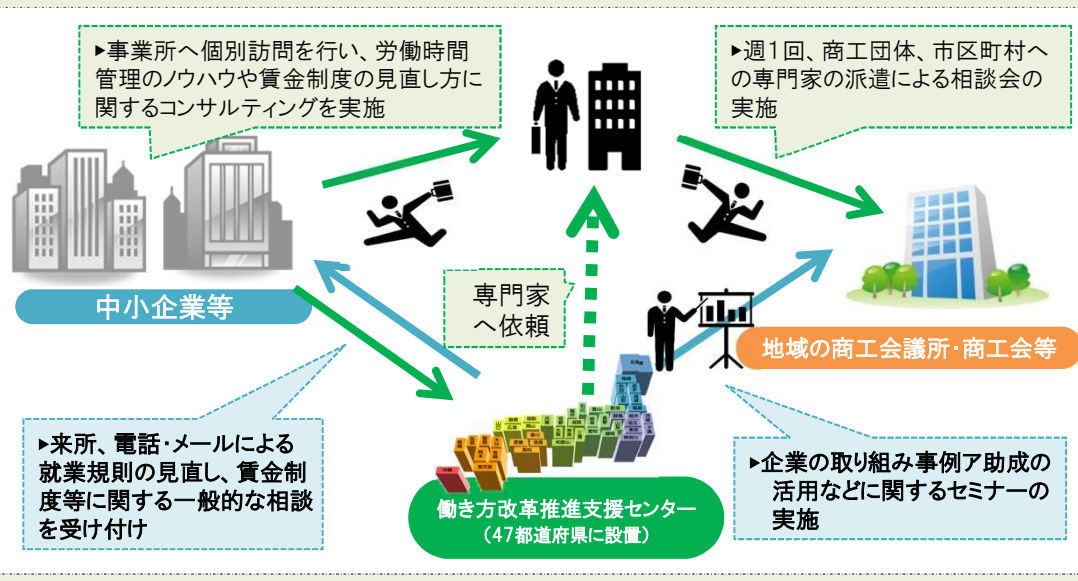 ▶事業所へ個別訪問を行い、労働時間
管理のノウハウや賃金制度の見直し方に
関するコンサルティングを実施
▶週1回、商工団体、市区町村へ
の専門家の派遣による相談会の
実施
中小企業等
専門家
へ依頼
地域の商工会議所・商工会等
▶来所、電話・メールによる
就業規則の見直し、賃金制
度等に関する一般的な相談
を受け付け
▶企業の取り組み事例ア助成の
活用などに関するセミナーの
実施
働き方改革推進支援センター
（47都道府県に設置）